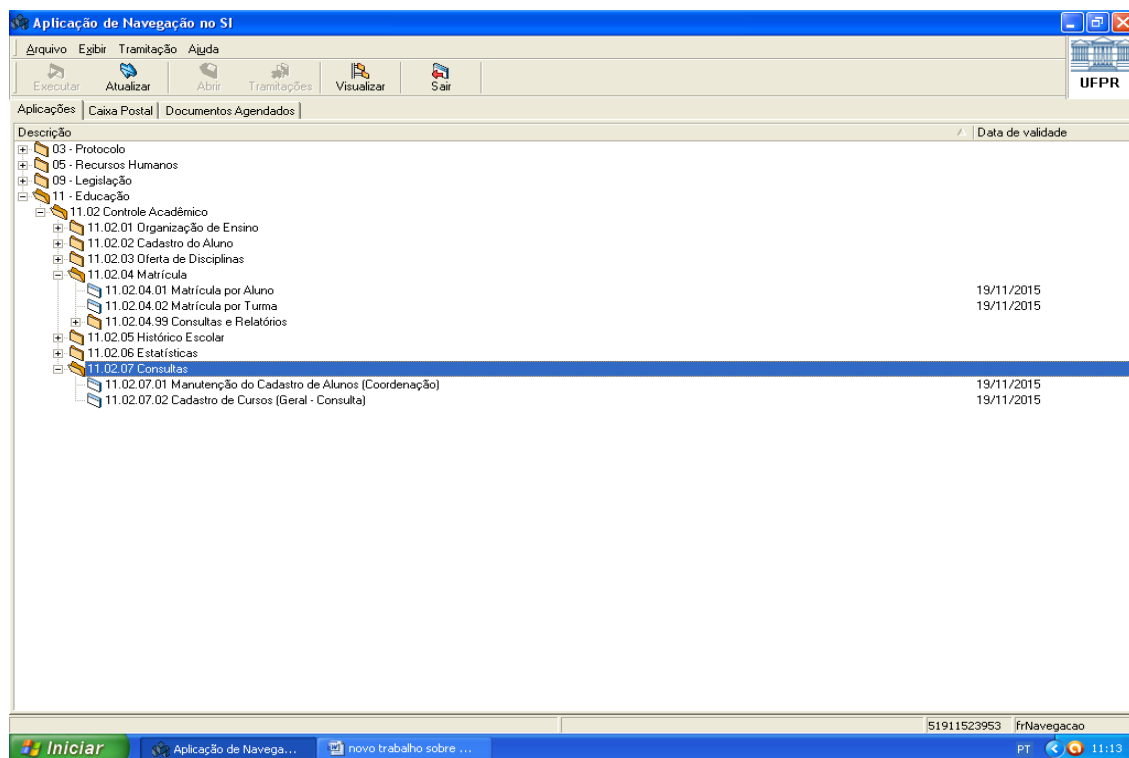 Aplicação de Navegação no SI
Arquivo Exibir Tramitação Ajuda
Executar Atualizar Abrir Tramitações Visualizar Sair
UFPR
Aplicações Caixa Postal Documentos Agendados
Descrição Data de validade
03 - Protocolo
05 - Recursos Humanos
09 - Legislação
11 - Educação
11.02 Controle Acadêmico
11.02.01 Organização de Ensino
11.02.02 Cadastro do Aluno
11.02.03 Oferta de Disciplinas
11.02.04 Matrícula
11.02.04.01 Matrícula por Aluno 19/11/2015
11.02.04.02 Matrícula por Turma 19/11/2015
11.02.04.99 Consultas e Relatórios
11.02.05 Histórico Escolar
11.02.06 Estatísticas
11.02.07 Consultas
11.02.07.01 Manutenção do Cadastro de Alunos (Coordenação) 19/11/2015
11.02.07.02 Cadastro de Cursos (Geral - Consulta) 19/11/2015
51911523953 frNavegacao
Iniciar Aplicação de Navega... novo trabalho sobre ... PT 11:13